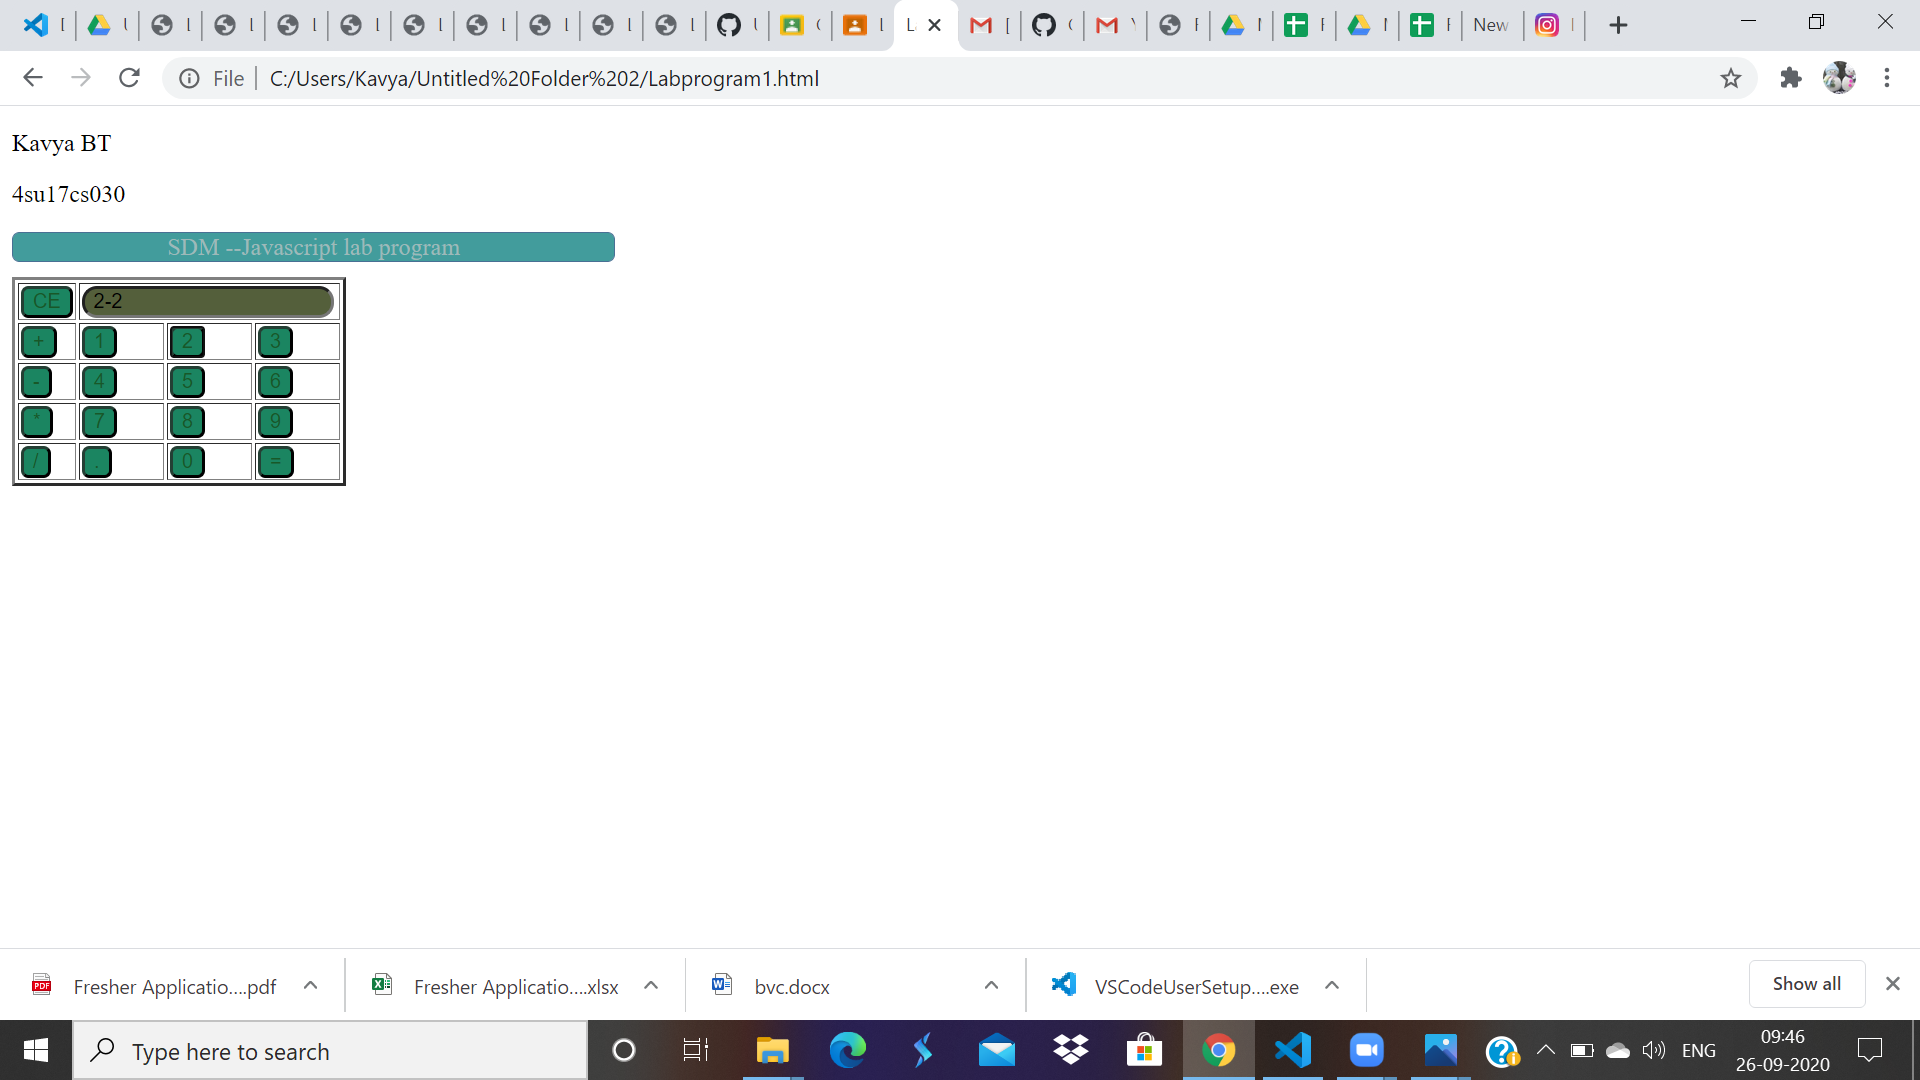 New
File
C:/Users/Kavya/Untitled%20Folder%202/Labprogram1.html
Kavya BT
4su17cs030
SDM --Javascript lab program
CE 2-2
+ 1 2 3
- 4 5 6
* 7 8 9
/ . 0 =
Fresher Applicatio....pdf
Fresher Applicatio....xlsx
bvc.docx
VSCodeUserSetup....exe
Show all
Type here to search
ENG
09:46
26-09-2020